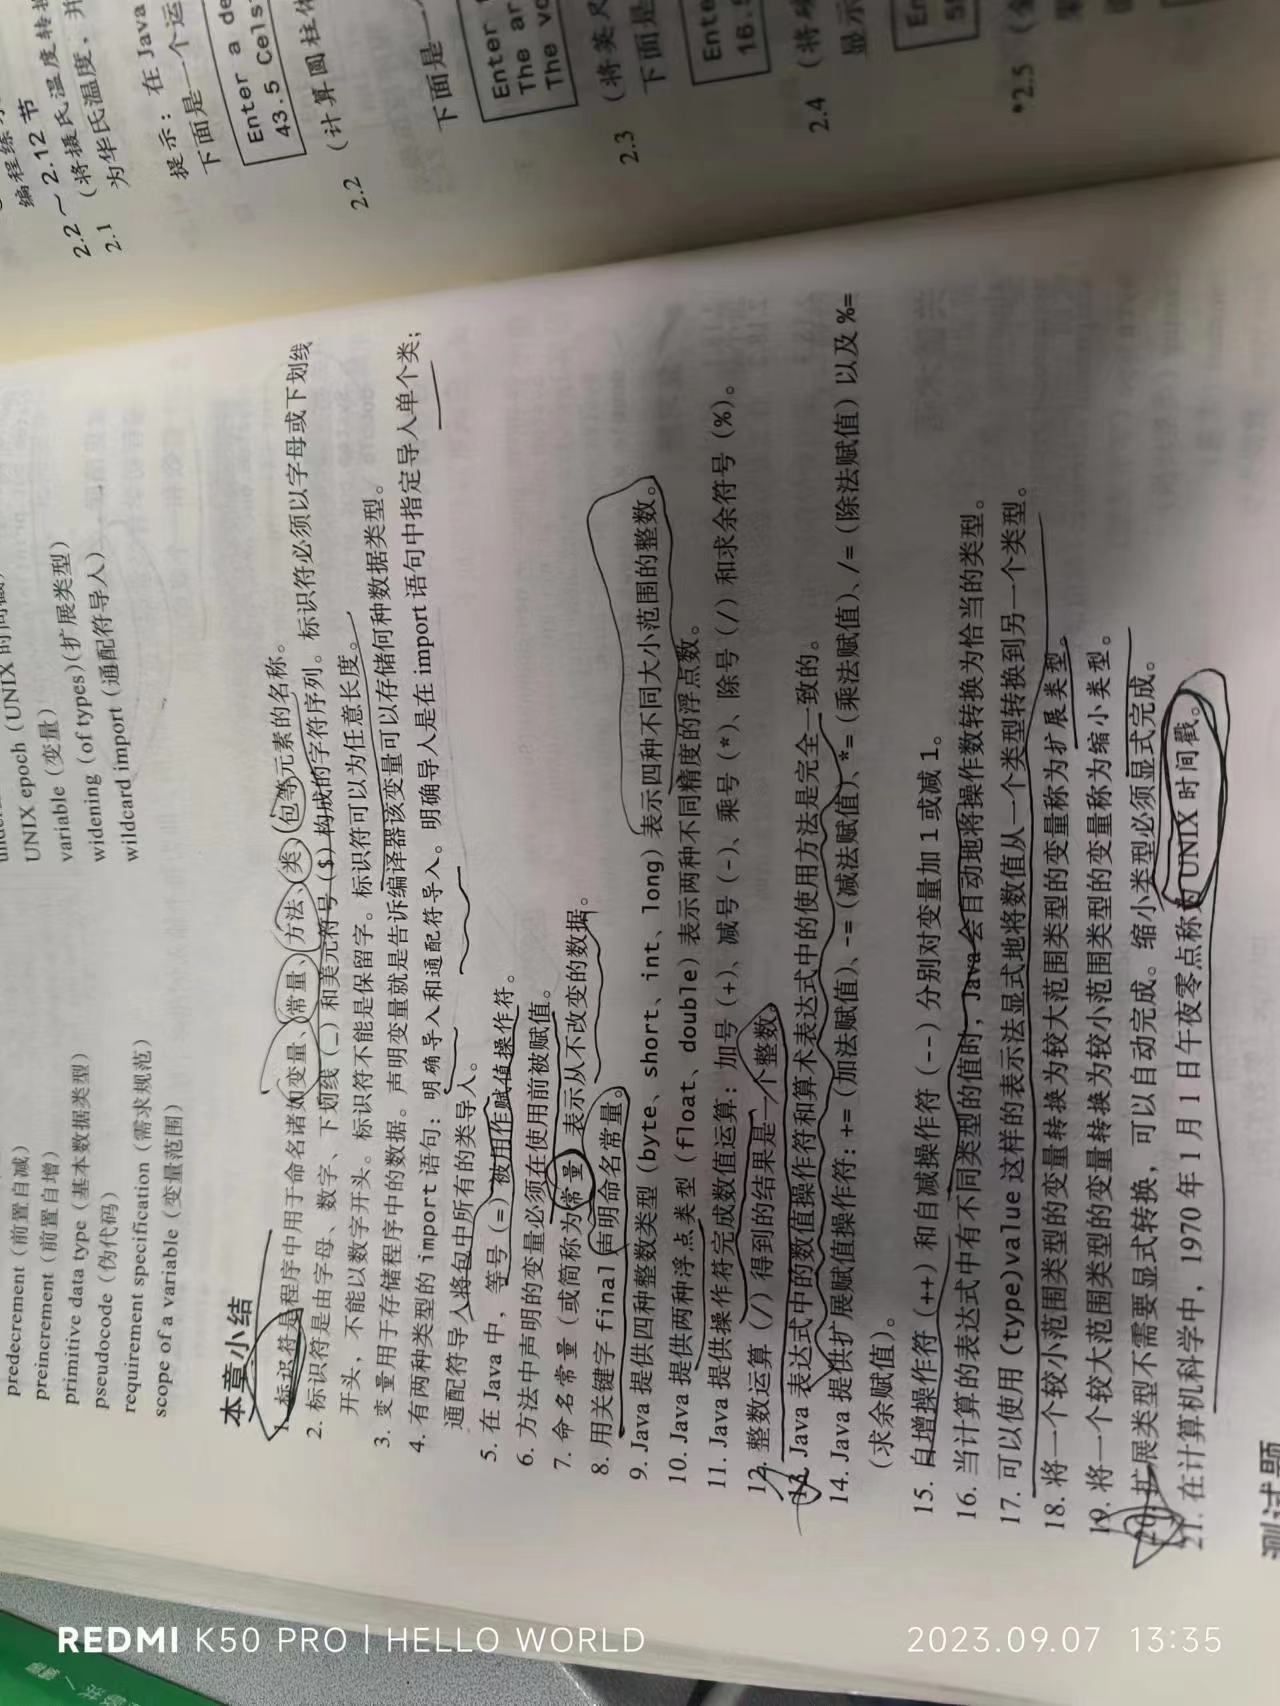 UNIX epoch (UNIX 时间戳)
variable (变量)
widening (of types)(扩展类型)
wildcard import (通配符导入)
predecrement (前置自减)
preincrement (前置自增)
primitive data type (基本数据类型)
pseudocode (伪代码)
requirement specification (需求规范)
scope of a variable (变量范围)
本章小结
1. 标识符是程序中用于命名诸如变量、常量、方法、类、包等元素的名称。
2. 标识符是由字母、数字、下划线 (_) 和美元符号 ($) 构成的字符序列。标识符必须以字母或下划线
开头，不能以数字开头。标识符不能是保留字。标识符可以为任意长度。
3. 变量用于存储程序中的数据。声明变量就是告诉编译器该变量可以存储何种数据类型。
4. 有两种类型的 import 语句：明确导入和通配符导入。明确导入是在 import 语句中指定导入单个类；
通配符导入将包中所有的类导入。
5. 在 Java 中，等号 (=) 被用作赋值操作符。
6. 方法中声明的变量必须在使用前被赋值。
7. 命名常量（或简称为常量）表示从不改变的数据。
8. 用关键字 final 声明命名常量。
9. Java 提供四种整数类型 (byte、short、int、long) 表示四种不同大小范围的整数。
10. Java 提供两种浮点类型 (float、double) 表示两种不同精度的浮点数。
11. Java 提供操作符完成数值运算：加号 (+)、减号 (-)、乘号 (*)、除号 (/) 和求余符号 (%)。
12. 整数运算 (/) 得到的结果是一个整数。
13. Java 表达式中的数值操作符和算术表达式中的使用方法是完全一致的。
14. Java 提供扩展赋值操作符：+= (加法赋值)、-= (减法赋值)、*= (乘法赋值)、/= (除法赋值) 以及 %=
(求余赋值)。
15. 自增操作符 (++) 和自减操作符 (--) 分别对变量加 1 或减 1。
16. 当计算的表达式中有不同类型的值时，Java 会自动地将操作数转换为恰当的类型。
17. 可以使用 (type)value 这样的表示法显式地将数值从一个类型转换到另一个类型。
18. 将一个较小范围类型的变量转换为较大范围类型的变量称为扩展类型。
19. 将一个较大范围类型的变量转换为较小范围类型的变量称为缩小类型。
20. 扩展类型不需要显式转换，可以自动完成。缩小类型必须显式完成。
21. 在计算机科学中，1970 年 1 月 1 日午夜零点称为 UNIX 时间戳。
测试题
编程练习
2.2 ～ 2.12 节
2.1 (将摄氏温度转换
为华氏温度，并
提示：在 Java
下面是一个运
Enter a de
43.5 Cels
2.2 (计算圆柱体
下面是一
Enter
The ar
The vo
2.3 (将英尺
下面是
Ente
16.5
2.4 (将
显示
En
*2.5
REDMI K50 PRO | HELLO WORLD
2023.09.07 13:35